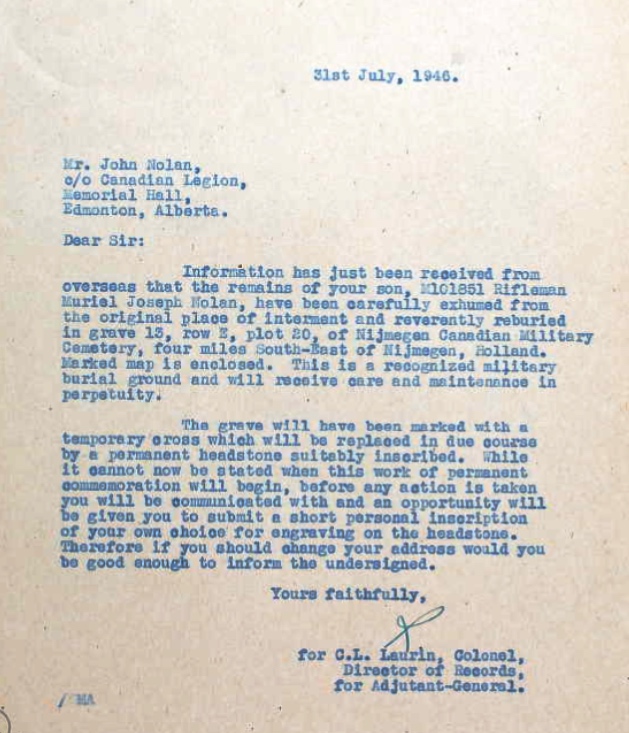 31st July, 1946.
Mr. John Nolan,
c/o Canadian Legion,
Memorial Hall,
Edmonton, Alberta.
Dear Sir:
Information has just been received from
overseas that the remains of your son, M101851 Rifleman
Muriel Joseph Nolan, have been carefully exhumed from
the original place of interment and reverently reburied
in grave 13, row E, plot 20, of Nijmegen Canadian Military
Cemetery, four miles South-East of Nijmegen, Holland.
Marked map is enclosed. This is a recognized military
burial ground and will receive care and maintenance in
perpetuity.
The grave will have been marked with a
temporary cross which will be replaced in due course
by a permanent headstone suitably inscribed. While
it cannot now be stated when this work of permanent
commemoration will begin, before any action is taken
you will be communicated with and an opportunity will
be given you to submit a short personal inscription
of your own choice for engraving on the headstone.
Therefore if you should change your address would you
be good enough to inform the undersigned.
Yours faithfully,
for C.L. Laurin, Colonel,
Director of Records,
for Adjutant-General.
/MA